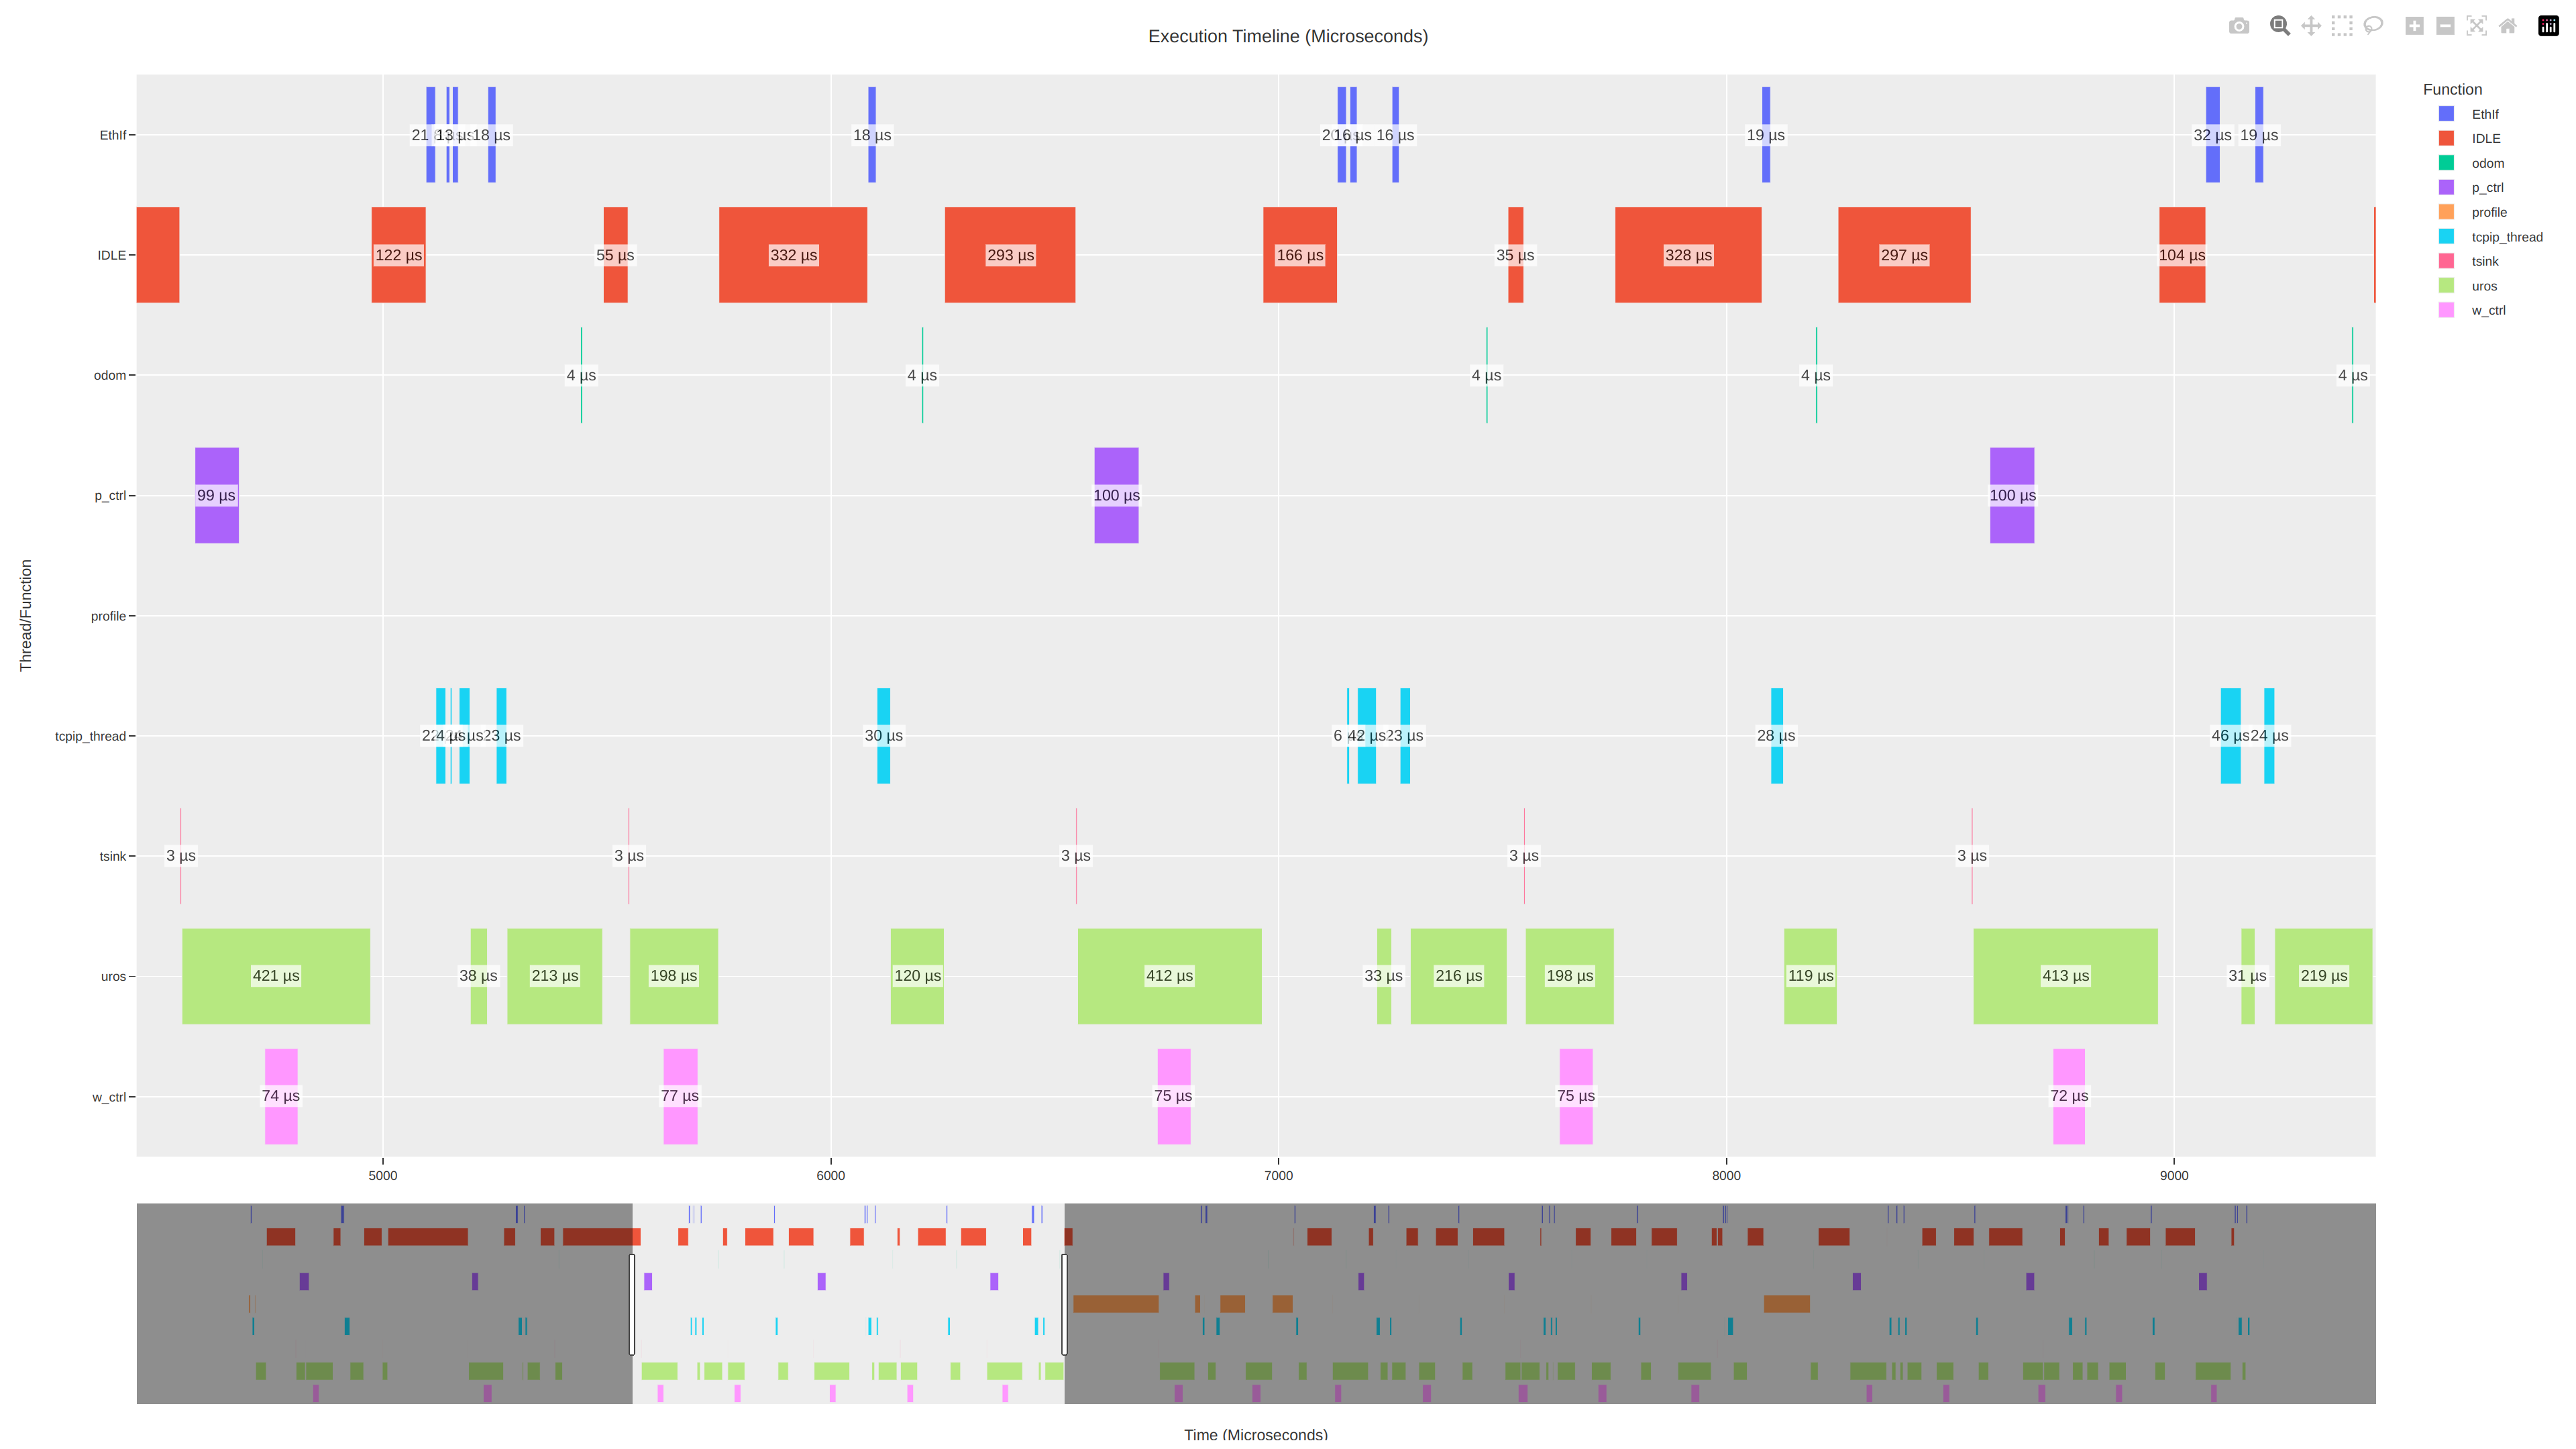 Execution Timeline (Microseconds)
Function
EthIf
IDLE
odom
p_ctrl
profile
tcpip_thread
tsink
uros
w_ctrl
Thread/Function
EthIf
21 13 µs 18 µs 18 µs 16 µs 16 µs 19 µs 32 µs 19 µs
IDLE
122 µs 55 µs 332 µs 293 µs 166 µs 35 µs 328 µs 297 µs 104 µs
odom
4 µs 4 µs 4 µs 4 µs 4 µs
p_ctrl
99 µs 100 µs 100 µs
profile
tcpip_thread
23 µs 30 µs 6 42 µs 23 µs 28 µs 46 µs 24 µs
tsink
3 µs 3 µs 3 µs 3 µs 3 µs
uros
421 µs 38 µs 213 µs 198 µs 120 µs 412 µs 33 µs 216 µs 198 µs 119 µs 413 µs 31 µs 219 µs
w_ctrl
74 µs 77 µs 75 µs 75 µs 72 µs
5000 6000 7000 8000 9000
Time (Microseconds)